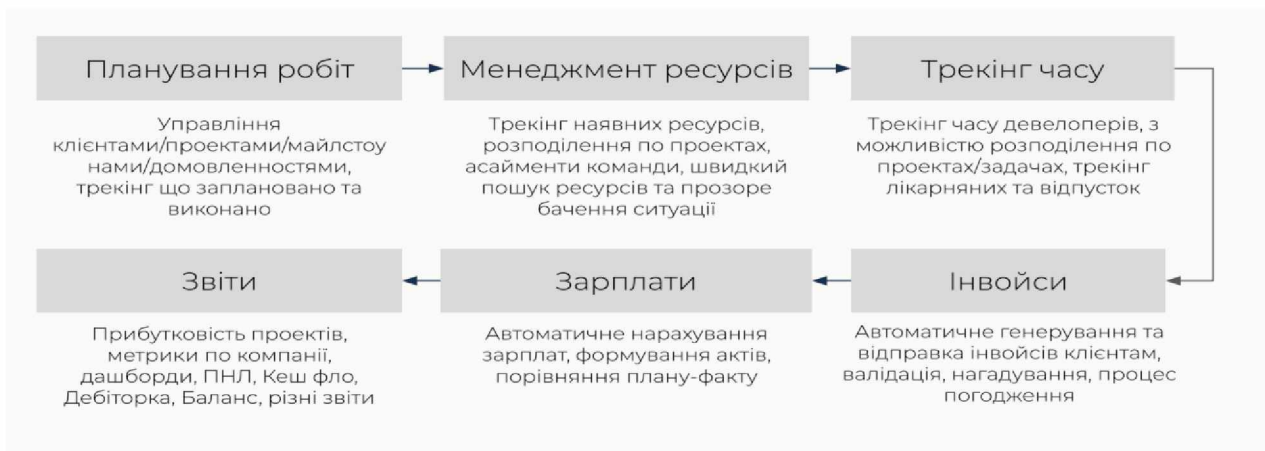 Планування робіт
Управління
клієнтами/проектами/майлстоу
нами/домовленностями,
трекінг що заплановано та
виконано
Менеджмент ресурсів
Трекінг наявних ресурсів,
розподілення по проектах,
асайменти команди, швидкий
пошук ресурсів та прозоре
бачення ситуації
Трекінг часу
Трекінг часу девелоперів, з
можливістю розподілення по
проектах/задачах, трекінг
лікарняних та відпусток
Інвойси
Автоматичне генерування та
відправка інвойсів клієнтам,
валідація, нагадування, процес
погодження
Зарплати
Автоматичне нарахування
зарплат, формування актів,
порівняння плану-факту
Звіти
Прибутковість проектів,
метрики по компанії,
дашборди, ПНЛ, Кеш фло,
Дебіторка, Баланс, різні звіти